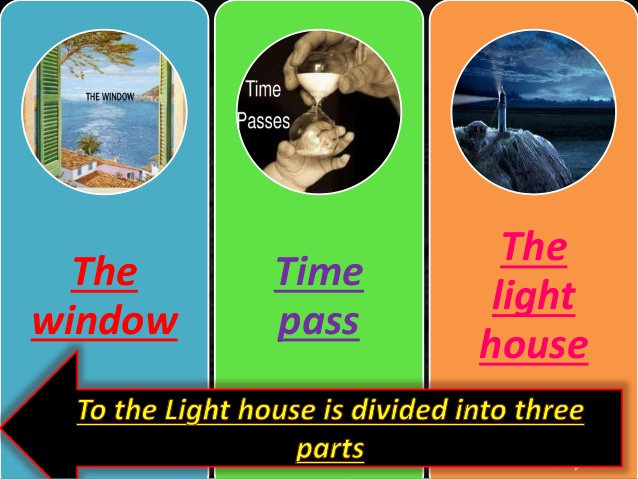 THE WINDOW
Time
Passes
The
window
Time
pass
The
light
house
To the Light house is divided into three
parts